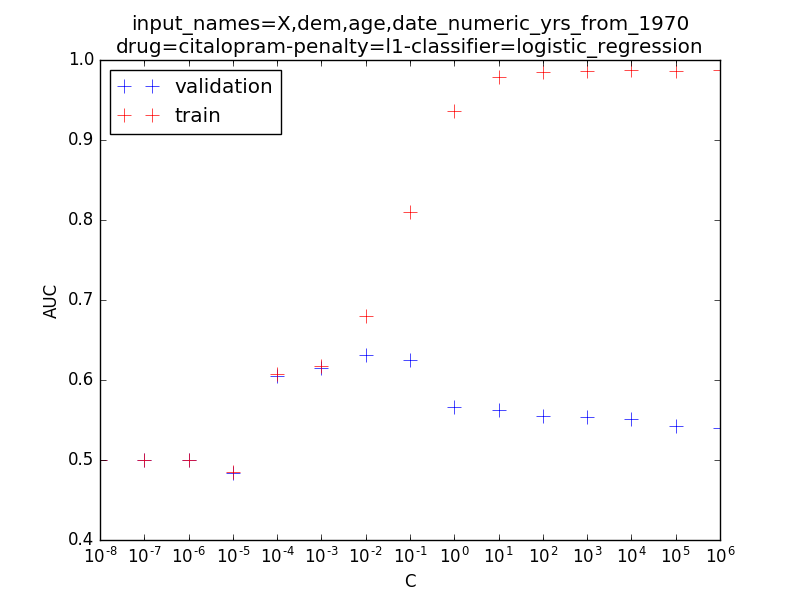 input_names=X,dem,age,date_numeric_yrs_from_1970
drug=citalopram-penalty=l1-classifier=logistic_regression
validation
train
1.0
0.9
0.8
0.7
0.6
0.5
0.4
AUC
10^-8 10^-7 10^-6 10^-5 10^-4 10^-3 10^-2 10^-1 10^0 10^1 10^2 10^3 10^4 10^5 10^6
C